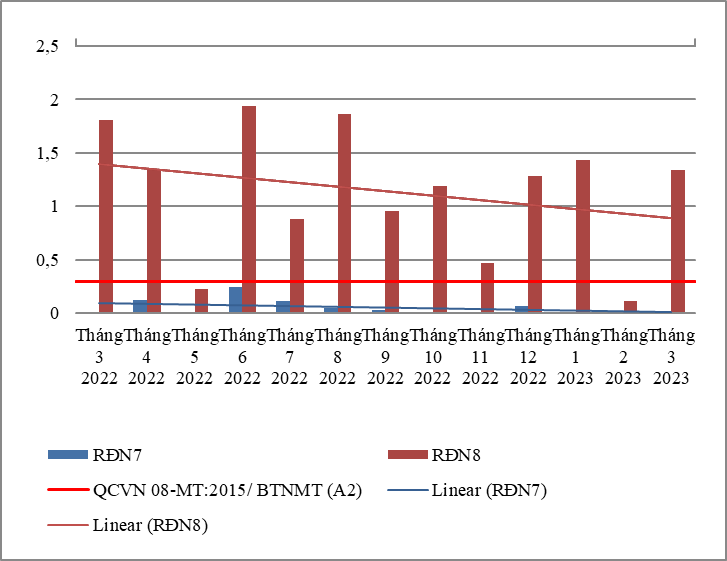 2,5
2
1,5
1
0,5
0
Tháng Tháng Tháng Tháng Tháng Tháng Tháng Tháng Tháng Tháng Tháng Tháng Tháng
3 4 5 6 7 8 9 10 11 12 1 2 3
2022 2022 2022 2022 2022 2022 2022 2022 2022 2022 2023 2023 2023
RĐN7 RĐN8
QCVN 08-MT:2015/ BTNMT (A2) Linear (RĐN7)
Linear (RĐN8)